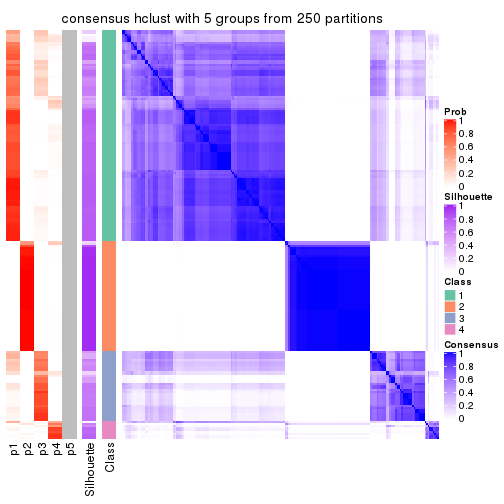 consensus hclust with 5 groups from 250 partitions
Prob
1
0.8
0.6
0.4
0.2
0
Silhouette
1
0.8
0.6
0.4
0.2
0
Class
1
2
3
4
Consensus
1
0.8
0.6
0.4
0.2
0
p1
p2
p3
p4
p5
Silhouette
Class